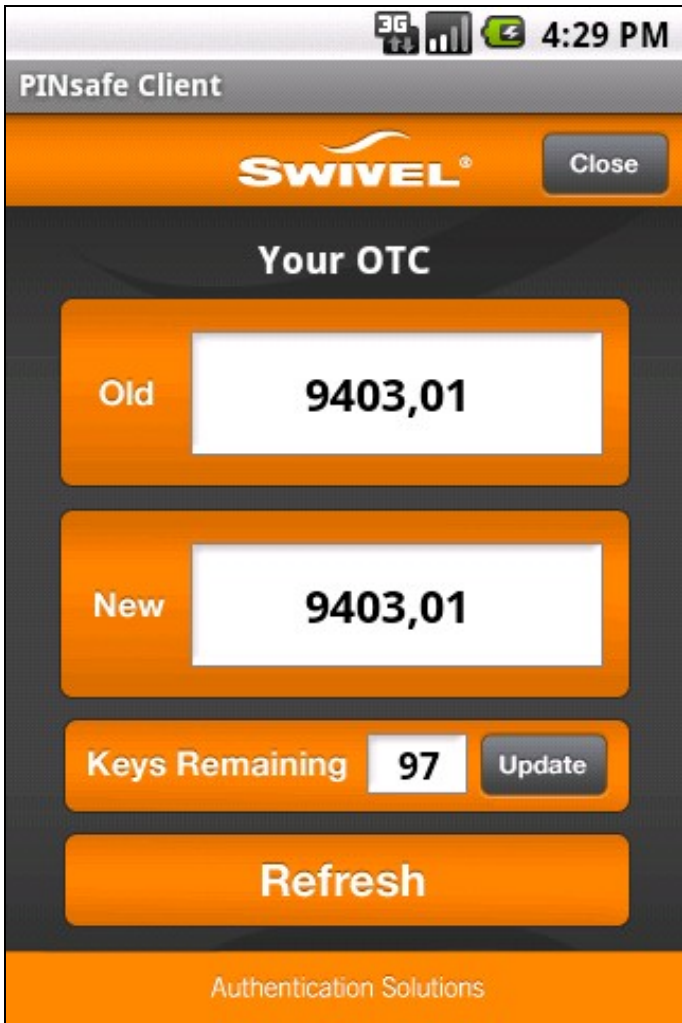 3G 4:29 PM
PINsafe Client
SWIVEL® Close
Your OTC
Old 9403,01
New 9403,01
Keys Remaining 97 Update
Refresh
Authentication Solutions